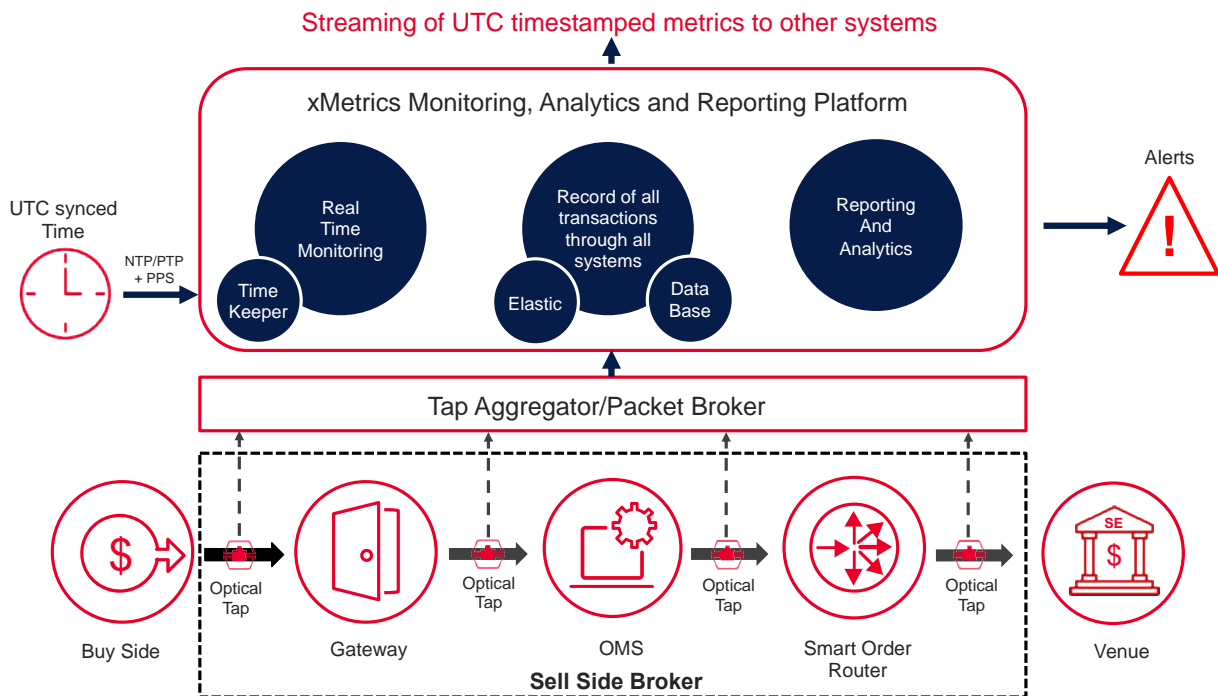 Streaming of UTC timestamped metrics to other systems
xMetrics Monitoring, Analytics and Reporting Platform
Alerts
!
UTC synced
Time
NTP/PTP
+ PPS
Real
Time
Monitoring
Time
Keeper
Record of all
transactions
through all
systems
Elastic
Data
Base
Reporting
And
Analytics
Tap Aggregator/Packet Broker
$
SE
$
Optical
Tap
Optical
Tap
Optical
Tap
Optical
Tap
Buy Side
Gateway
OMS
Smart Order
Router
Venue
Sell Side Broker